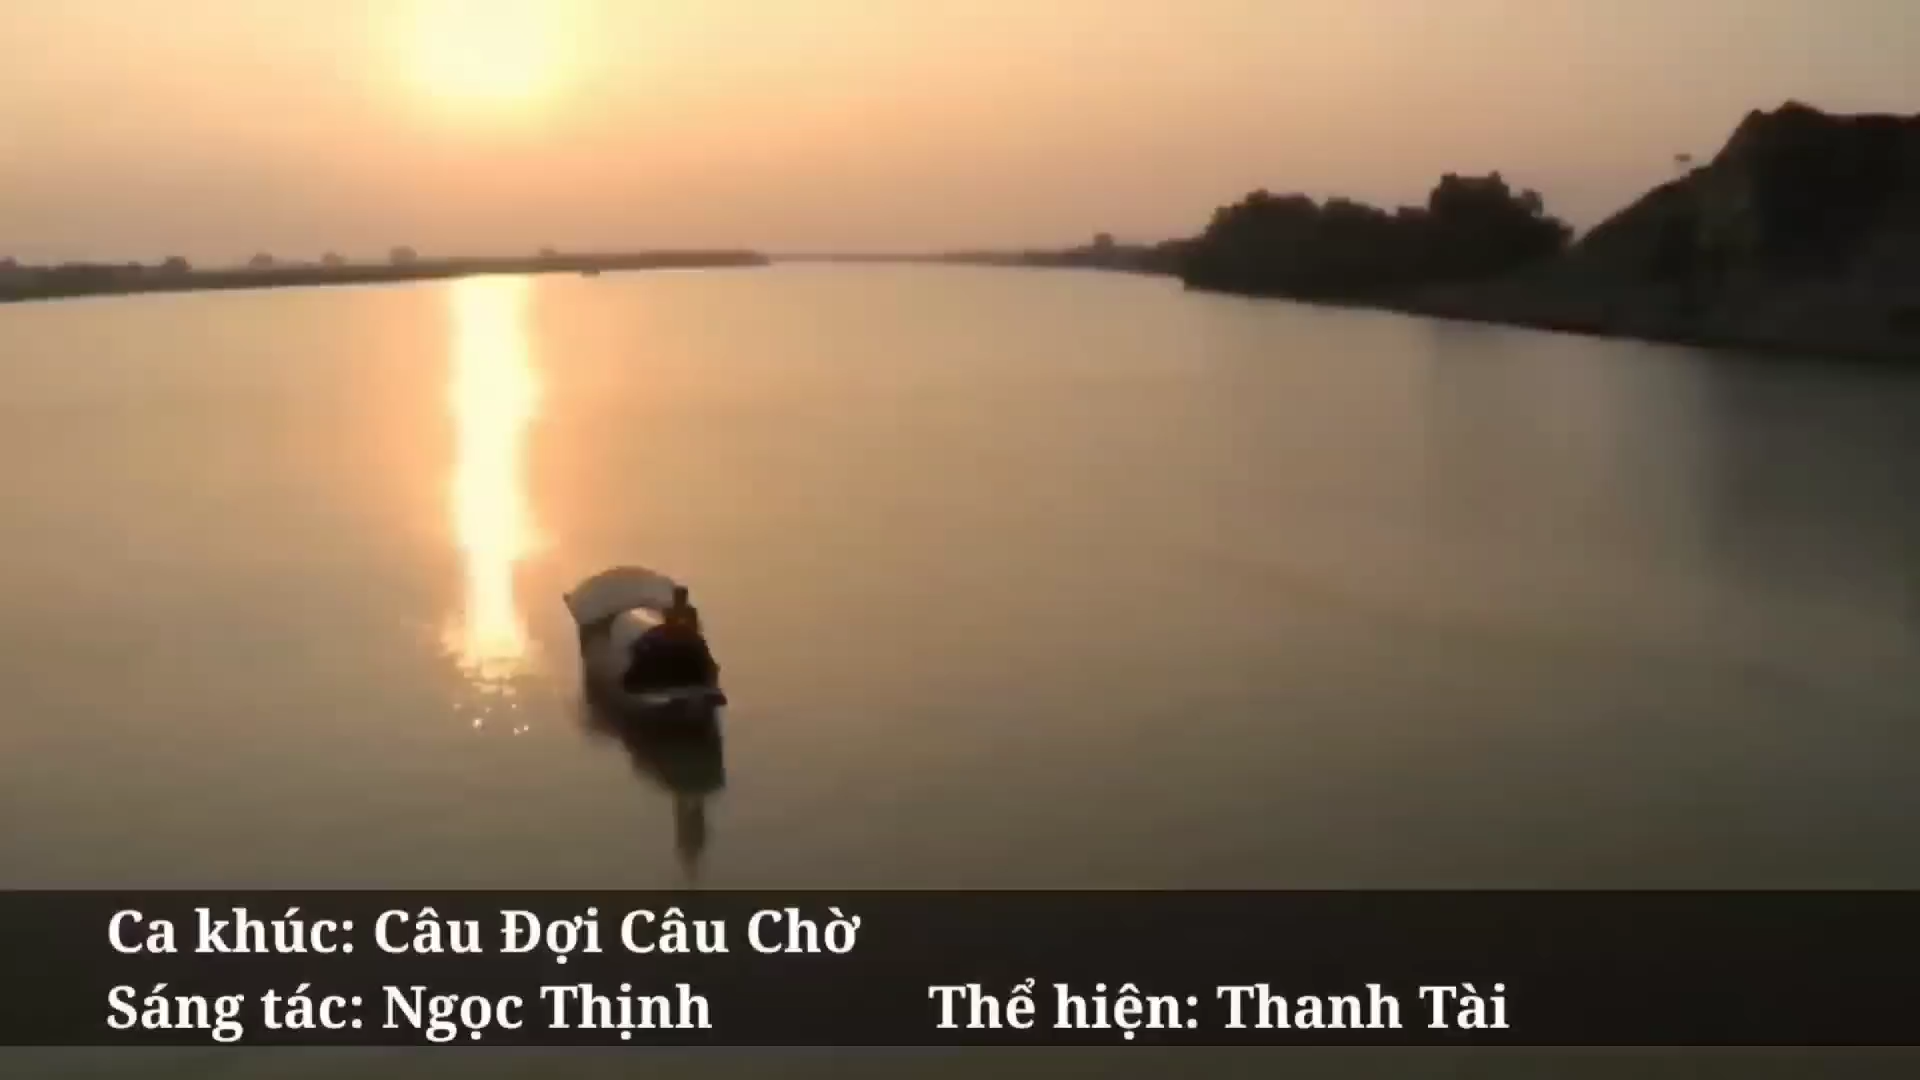 Ca khúc: Câu Đợi Câu Chờ
Sáng tác: Ngọc Thịnh Thể hiện: Thanh Tài